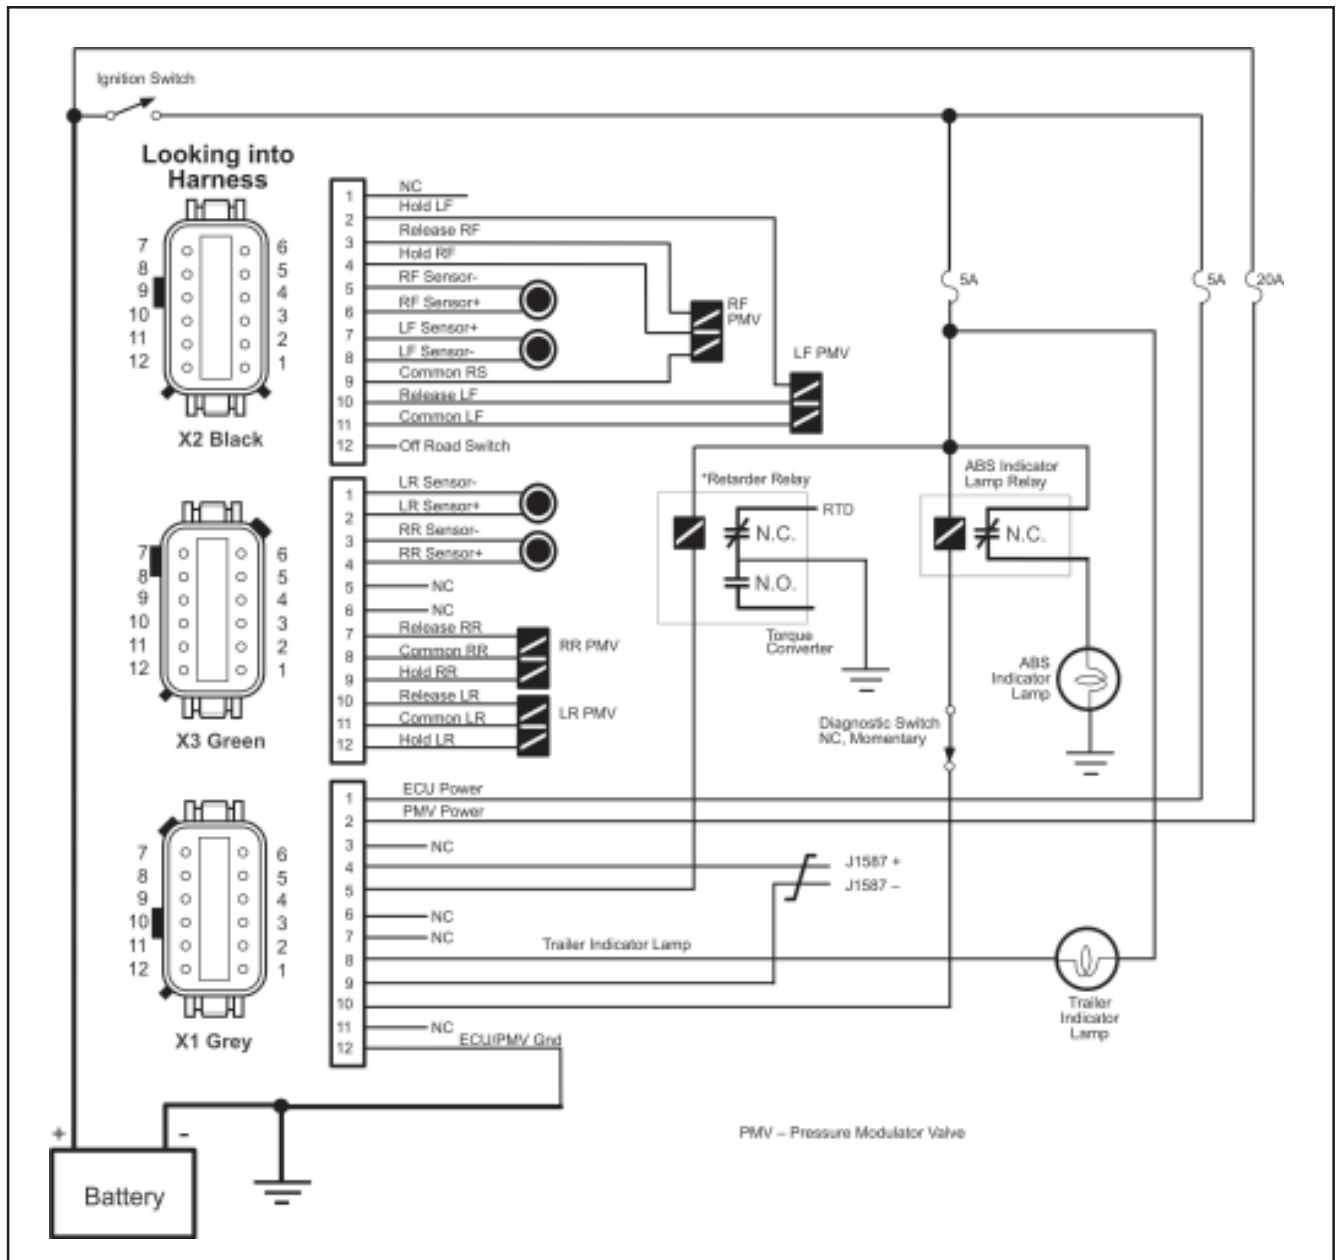 Ignition Switch
Looking into
Harness
7 6
8 5
9 4
10 3
11 2
12 1
X2 Black
1 NC
2 Hold LF
3 Release RF
4 Hold RF
5 RF Sensor-
6 RF Sensor+
7 LF Sensor+
8 LF Sensor-
9 Common RS
10 Release LF
11 Common LF
12 Off Road Switch
RF
PMV
LF PMV
5A
5A
20A
7 6
8 5
9 4
10 3
11 2
12 1
X3 Green
1 LR Sensor-
2 LR Sensor+
3 RR Sensor-
4 RR Sensor+
5 NC
6 NC
7 Release RR
8 Common RR
9 Hold RR
10 Release LR
11 Common LR
12 Hold LR
RR PMV
LR PMV
*Retarder Relay
RTD
N.C.
N.O.
Torque
Converter
ABS Indicator
Lamp Relay
N.C.
ABS
Indicator
Lamp
Diagnostic Switch
NC, Momentary
7 6
8 5
9 4
10 3
11 2
12 1
X1 Grey
1 ECU Power
2 PMV Power
3 NC
4
5
6 NC
7 NC
8 Trailer Indicator Lamp
9
10
11 NC
12 ECU/PMV Gnd
J1587 +
J1587 –
Trailer
Indicator
Lamp
+ -
Battery
PMV – Pressure Modulator Valve